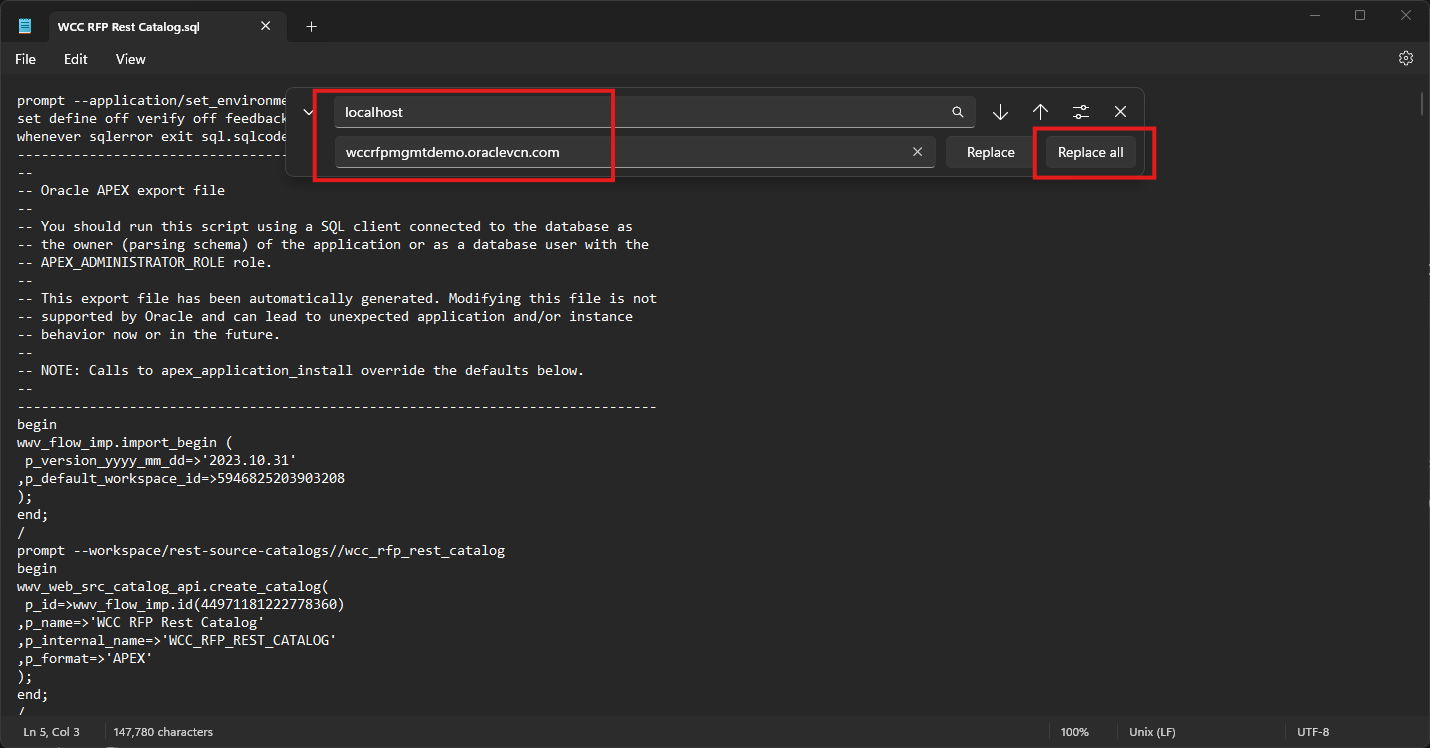 WCC RFP Rest Catalog.sql
File Edit View
localhost
wccrfpmgmtdemo.oraclevcn.com Replace Replace all
prompt --application/set_environme
set define off verify off feedback
whenever sqlerror exit sql.sqlcode
--------------------------------------------------------------------------------
--
-- Oracle APEX export file
--
-- You should run this script using a SQL client connected to the database as
-- the owner (parsing schema) of the application or as a database user with the
-- APEX_ADMINISTRATOR_ROLE role.
--
-- This export file has been automatically generated. Modifying this file is not
-- supported by Oracle and can lead to unexpected application and/or instance
-- behavior now or in the future.
--
-- NOTE: Calls to apex_application_install override the defaults below.
--
--------------------------------------------------------------------------------
begin
wwv_flow_imp.import_begin (
 p_version_yyyy_mm_dd=>'2023.10.31'
,p_default_workspace_id=>5946825203903208
);
end;
/
prompt --workspace/rest-source-catalogs//wcc_rfp_rest_catalog
begin
wwv_web_src_catalog_api.create_catalog(
 p_id=>wwv_flow_imp.id(44971181222778360)
,p_name=>'WCC RFP Rest Catalog'
,p_internal_name=>'WCC_RFP_REST_CATALOG'
,p_format=>'APEX'
);
end;
/
Ln 5, Col 3 147,780 characters 100% Unix (LF) UTF-8